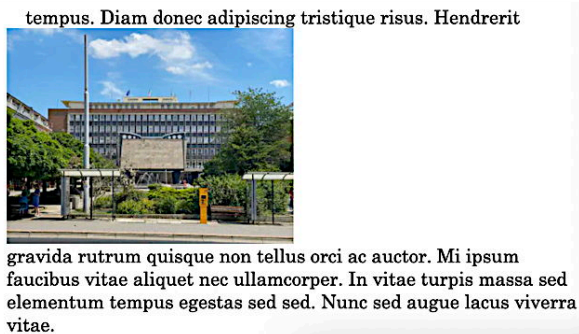 tempus. Diam donec adipiscing tristique risus. Hendrerit
gravida rutrum quisque non tellus orci ac auctor. Mi ipsum
faucibus vitae aliquet nec ullamcorper. In vitae turpis massa sed
elementum tempus egestas sed sed. Nunc sed augue lacus viverra
vitae.